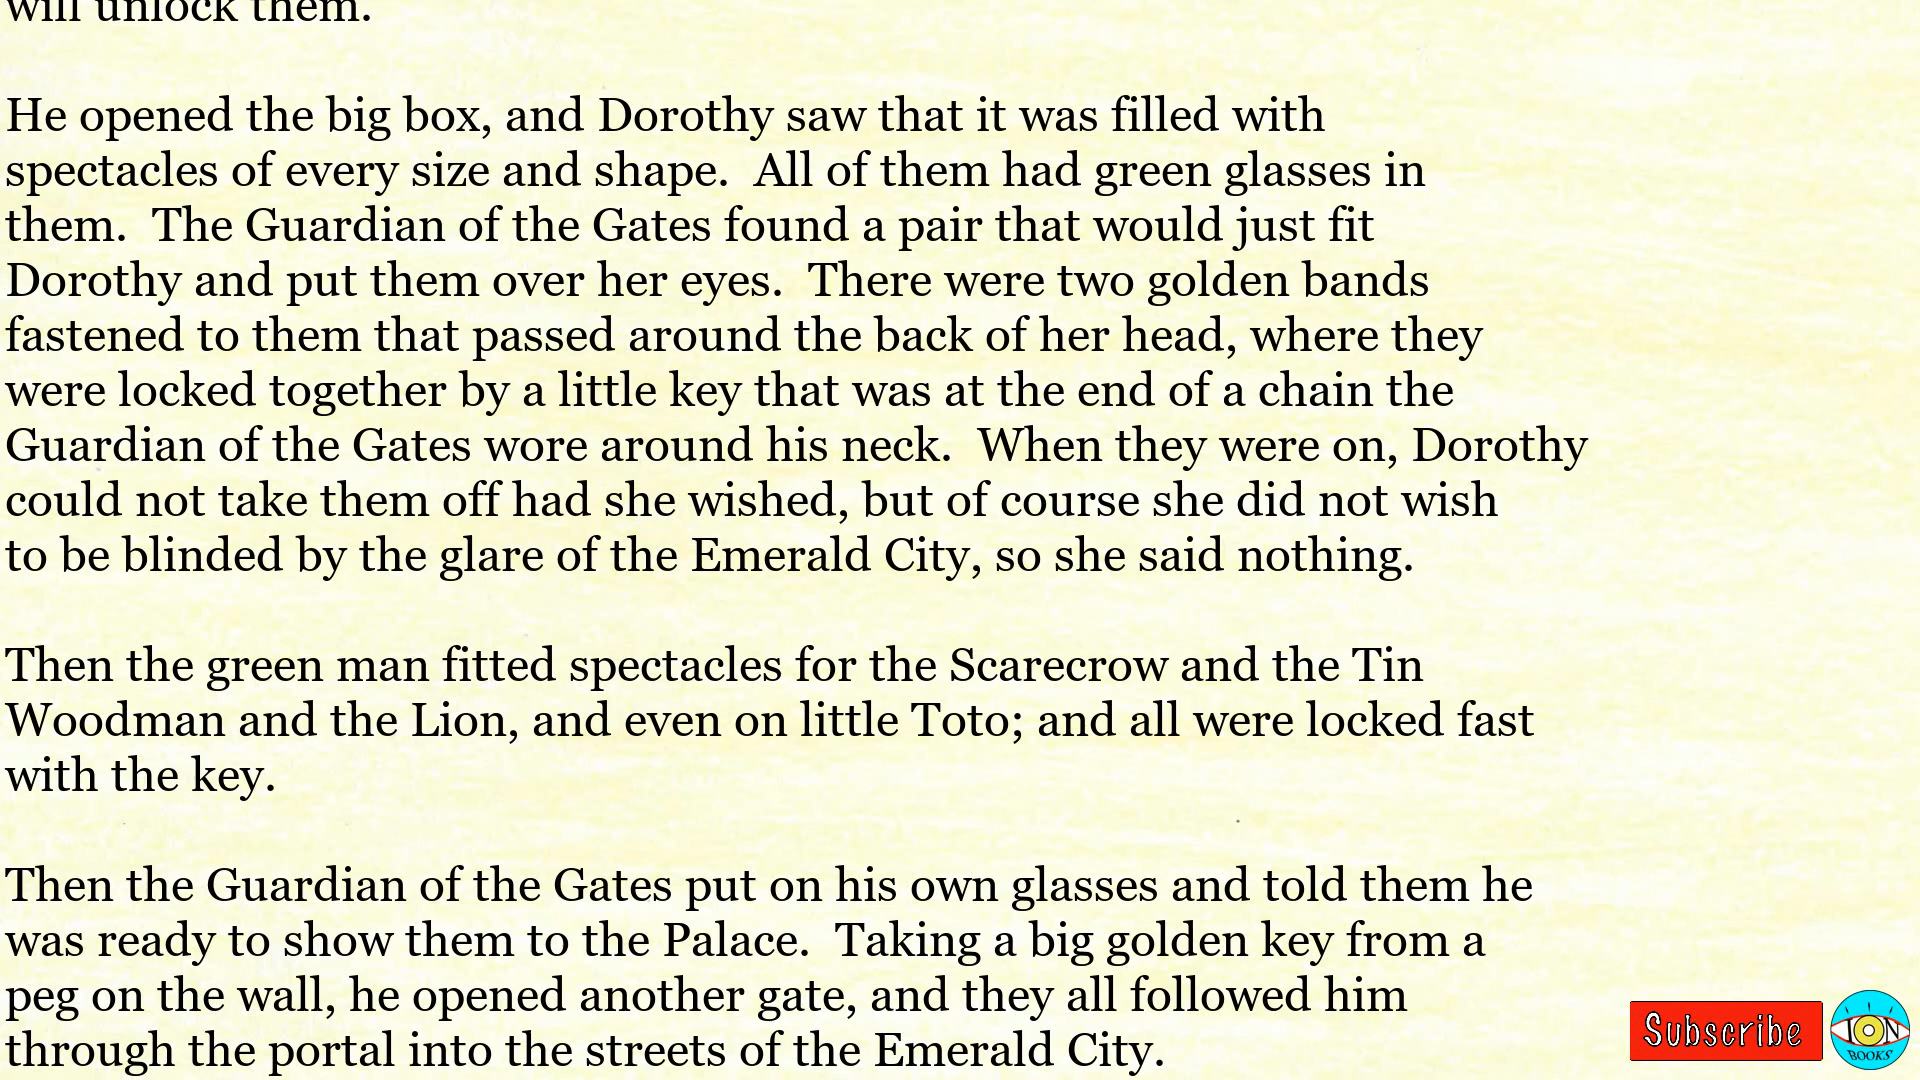 will unlock them.
He opened the big box, and Dorothy saw that it was filled with
spectacles of every size and shape.  All of them had green glasses in
them.  The Guardian of the Gates found a pair that would just fit
Dorothy and put them over her eyes.  There were two golden bands
fastened to them that passed around the back of her head, where they
were locked together by a little key that was at the end of a chain the
Guardian of the Gates wore around his neck.  When they were on, Dorothy
could not take them off had she wished, but of course she did not wish
to be blinded by the glare of the Emerald City, so she said nothing.
Then the green man fitted spectacles for the Scarecrow and the Tin
Woodman and the Lion, and even on little Toto; and all were locked fast
with the key.
Then the Guardian of the Gates put on his own glasses and told them he
was ready to show them to the Palace.  Taking a big golden key from a
peg on the wall, he opened another gate, and they all followed him
through the portal into the streets of the Emerald City.
Subscribe
ION
BOOKS